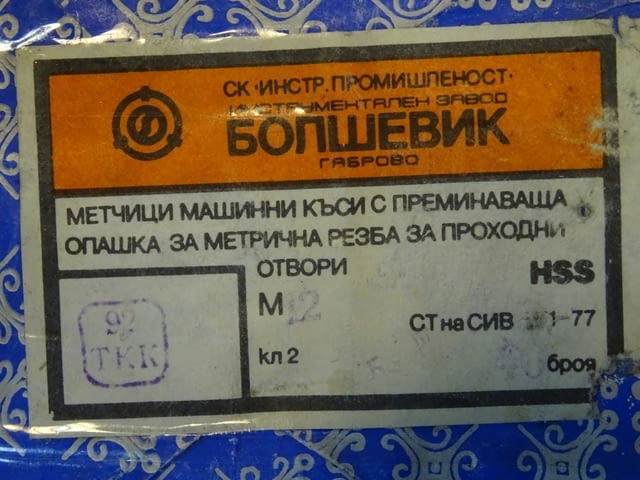 СК "ИНСТР. ПРОМИШЛЕНОСТ"
ИНСТРУМЕНТАЛЕН ЗАВОД
БОЛШЕВИК
ГАБРОВО
МЕТЧИЦИ МАШИННИ КЪСИ С ПРЕМИНАВАЩА
ОПАШКА ЗА МЕТРИЧНА РЕЗБА ЗА ПРОХОДНИ
ОТВОРИ
HSS
М 12
СТ на СИВ
кл 2
броя
92
ТКК